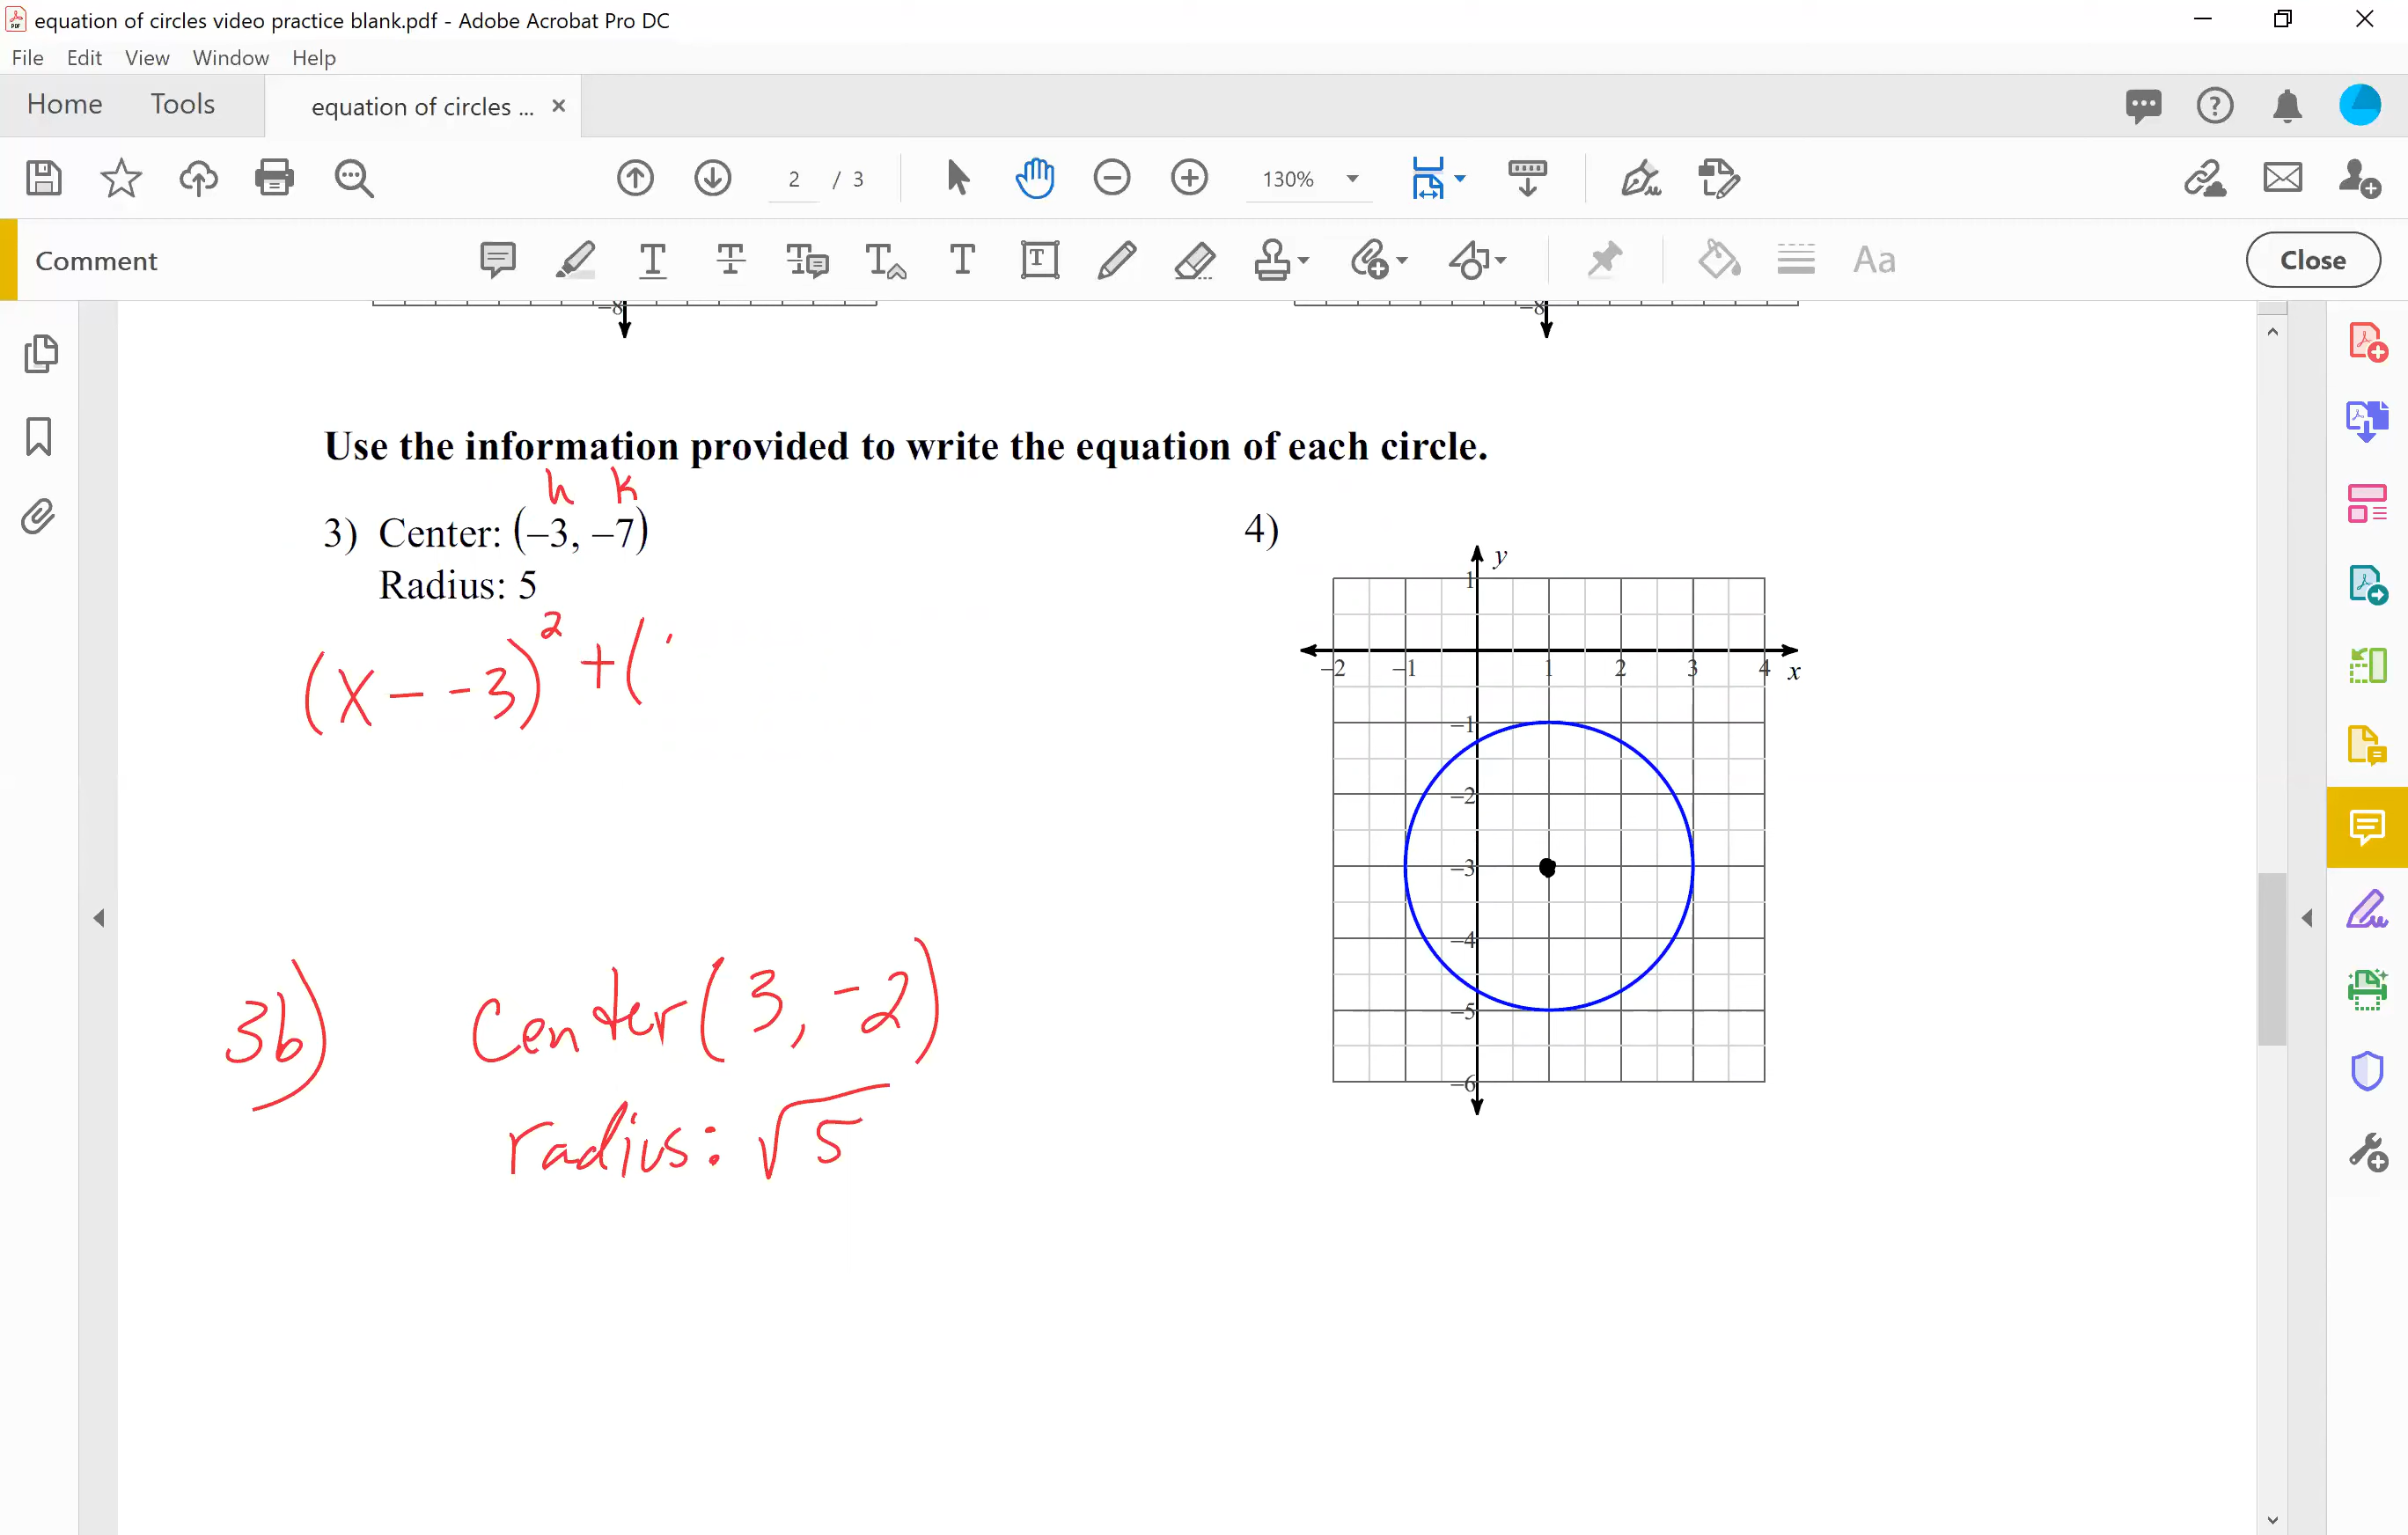 equation of circles video practice blank.pdf - Adobe Acrobat Pro DC
File Edit View Window Help
Home Tools equation of circles ... ×
2 / 3 130%
Comment Close
–8 –8
Use the information provided to write the equation of each circle.
h k
3) Center: (–3, –7)
Radius: 5
(x - -3)² + (
4)
y
1
–2 –1 1 2 3 4 x
–1
–2
–3
–4
–5
–6
3b) Center (3, -2)
radius: √5